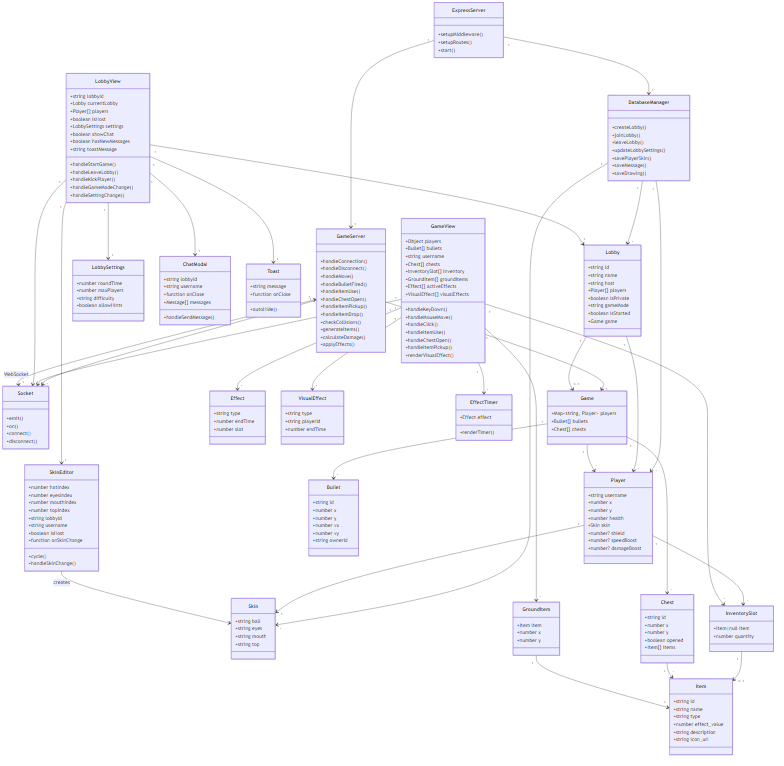 ExpressServer
+setupMiddleware()
+setupRoutes()
+start()
LobbyView
+string lobbyId
+Lobby currentLobby
+Player[] players
+boolean isHost
+LobbySettings settings
+boolean showChat
+boolean hasNewMessages
+string toastMessage
+handleStartGame()
+handleLeaveLobby()
+handleKickPlayer()
+handleGameModeChange()
+handleSettingChange()
DatabaseManager
+createLobby()
+joinLobby()
+leaveLobby()
+updateLobbySettings()
+savePlayerSkin()
+saveMessage()
+saveDrawing()
GameServer
+handleConnection()
+handleDisconnect()
+handleMove()
+handleBulletFired()
+handleItemUse()
+handleChestOpen()
+handleItemPickup()
+handleItemDrop()
+checkCollisions()
+generateItems()
+calculateDamage()
+applyEffects()
GameView
+Object players
+Bullet[] bullets
+string username
+Chest[] chests
+InventorySlot[] inventory
+GroundItem[] groundItems
+Effect[] activeEffects
+VisualEffect[] visualEffects
+handleKeyDown()
+handleMouseMove()
+handleClick()
+handleItemUse()
+handleChestOpen()
+handleItemPickup()
+renderVisualEffect()
Lobby
+string id
+string name
+string host
+Player[] players
+boolean isPrivate
+string gameMode
+boolean isStarted
+Game game
LobbySettings
+number roundTime
+number maxPlayers
+string difficulty
+boolean allowHints
ChatModal
+string lobbyId
+string username
+function onClose
+Message[] messages
+handleSendMessage()
Toast
+string message
+function onClose
+autoHide()
WebSocket
Socket
+emit()
+on()
+connect()
+disconnect()
Effect
+string type
+number endTime
+number slot
VisualEffect
+string type
+string playerId
+number endTime
EffectTimer
+Effect effect
+renderTimer()
Game
+Map<string, Player> players
+Bullet[] bullets
+Chest[] chests
SkinEditor
+number hatIndex
+number eyesIndex
+number mouthIndex
+number topIndex
+string lobbyId
+string username
+boolean isHost
+function onSkinChange
+cycle()
+handleSkinChange()
Bullet
+string id
+number x
+number y
+number vx
+number vy
+string ownerId
Player
+string username
+number x
+number y
+number health
+Skin skin
+number? shield
+number? speedBoost
+number? damageBoost
creates
Skin
+string eyes
+string mouth
+string top
GroundItem
+Item item
+number x
+number y
Chest
+string id
+number x
+number y
+boolean opened
+Item[] items
InventorySlot
+Item|null item
+number quantity
Item
+string id
+string name
+string type
+number effect_value
+string description
+string icon_url